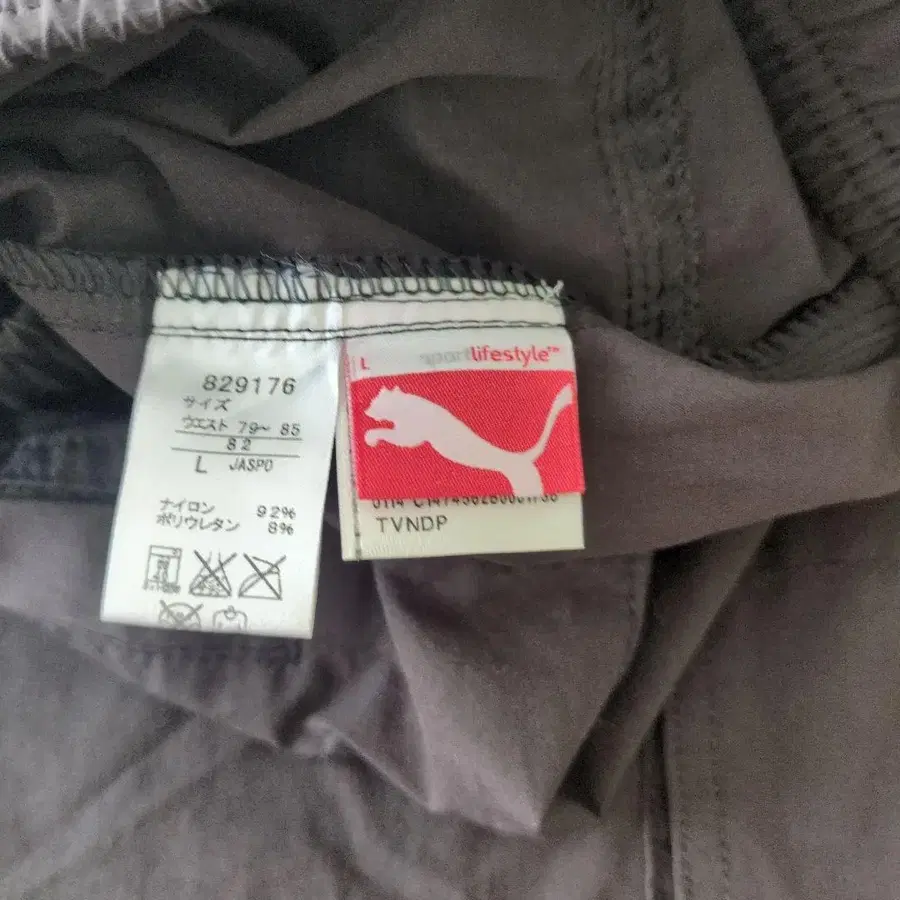 829176
サイズ
ウエスト 79~ 85
82
L JASPO
ナイロン 92%
ポリウレタン 8%
L sportlifestyle™
TVNDP